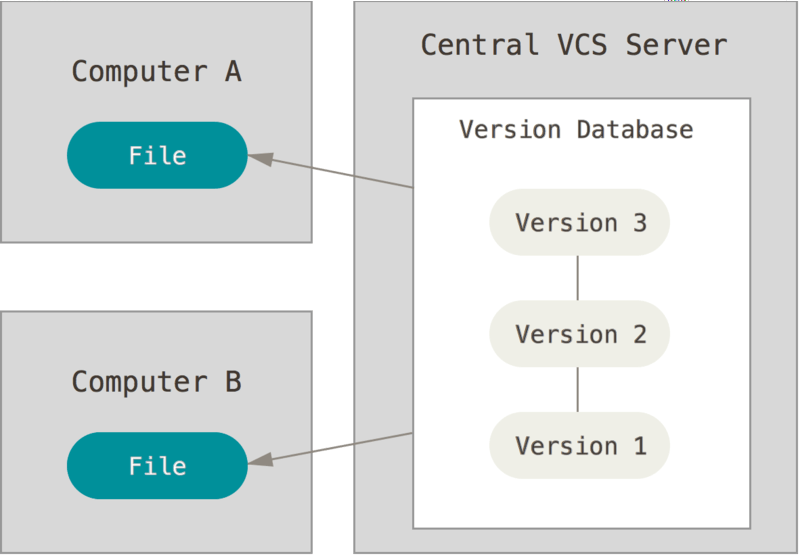 Computer A
File
Computer B
File
Central VCS Server
Version Database
Version 3
Version 2
Version 1